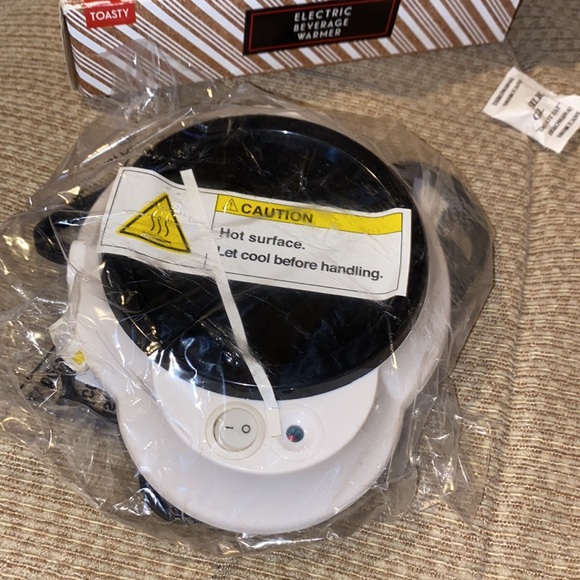 TOASTY
ELECTRIC
BEVERAGE
WARMER
CAUTION
Hot surface.
Let cool before handling.
I O